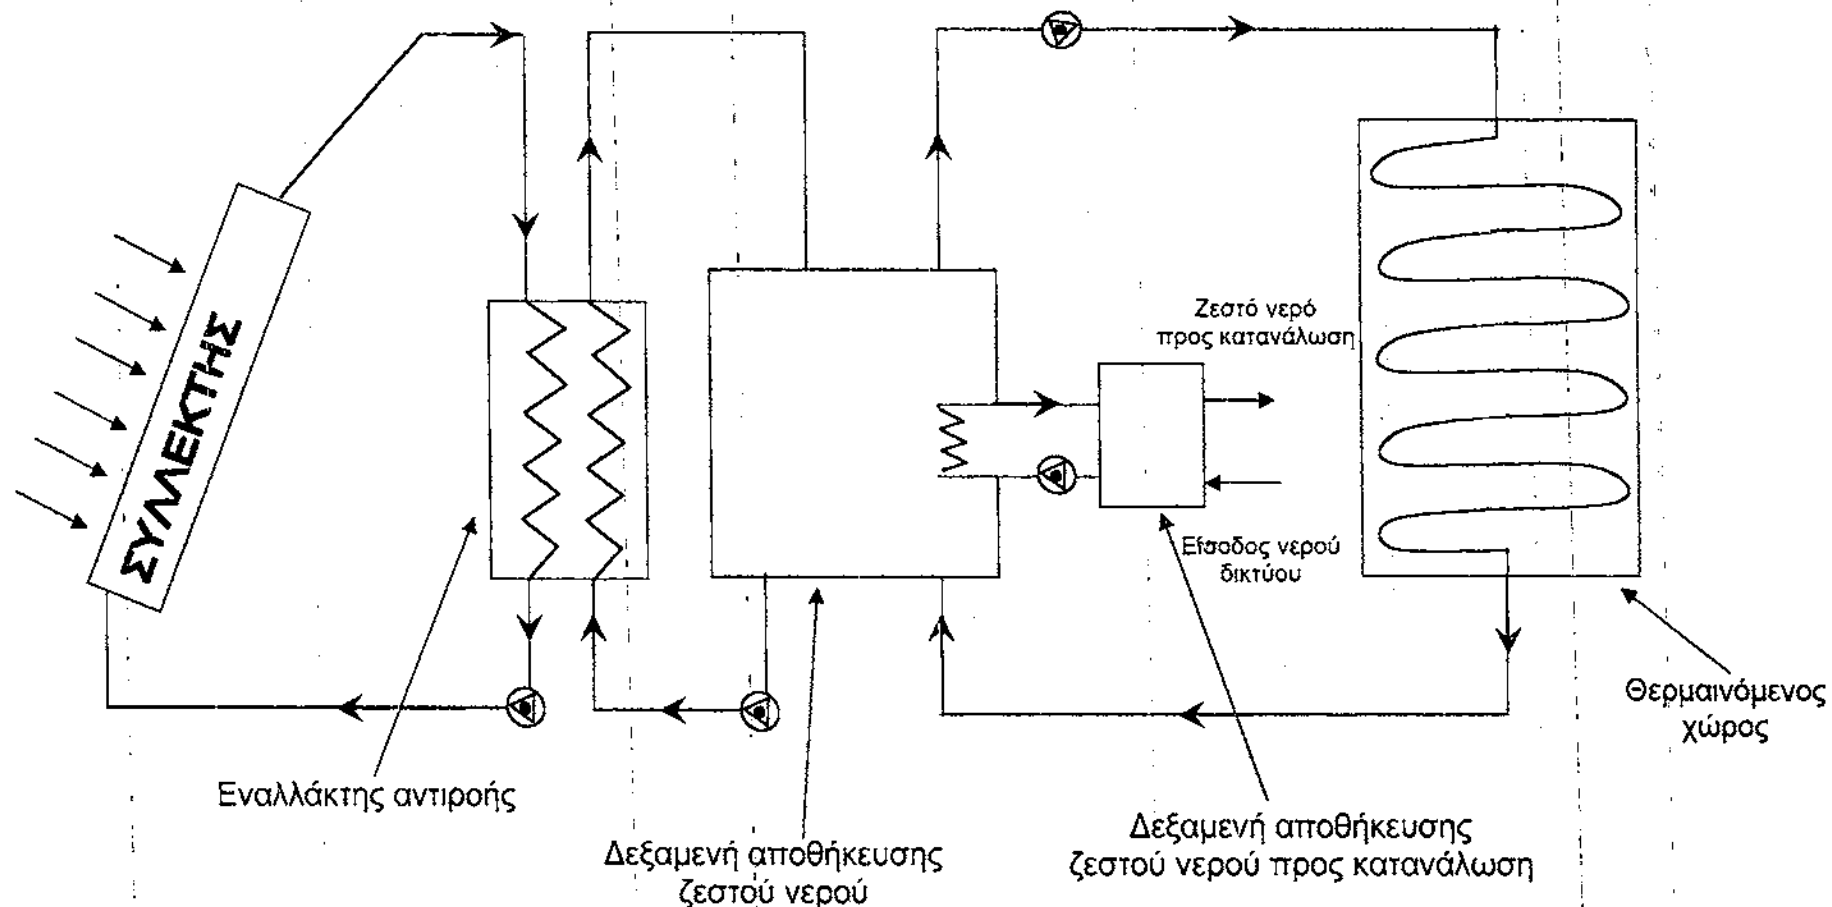 ΣΥΛΛΕΚΤΗΣ
Ζεστό νερό
προς κατανάλωση
Είσοδος νερού
δικτύου
Θερμαινόμενος
χώρος
Εναλλάκτης αντιροής
Δεξαμενή αποθήκευσης
ζεστού νερού
Δεξαμενή αποθήκευσης
ζεστού νερού προς κατανάλωση